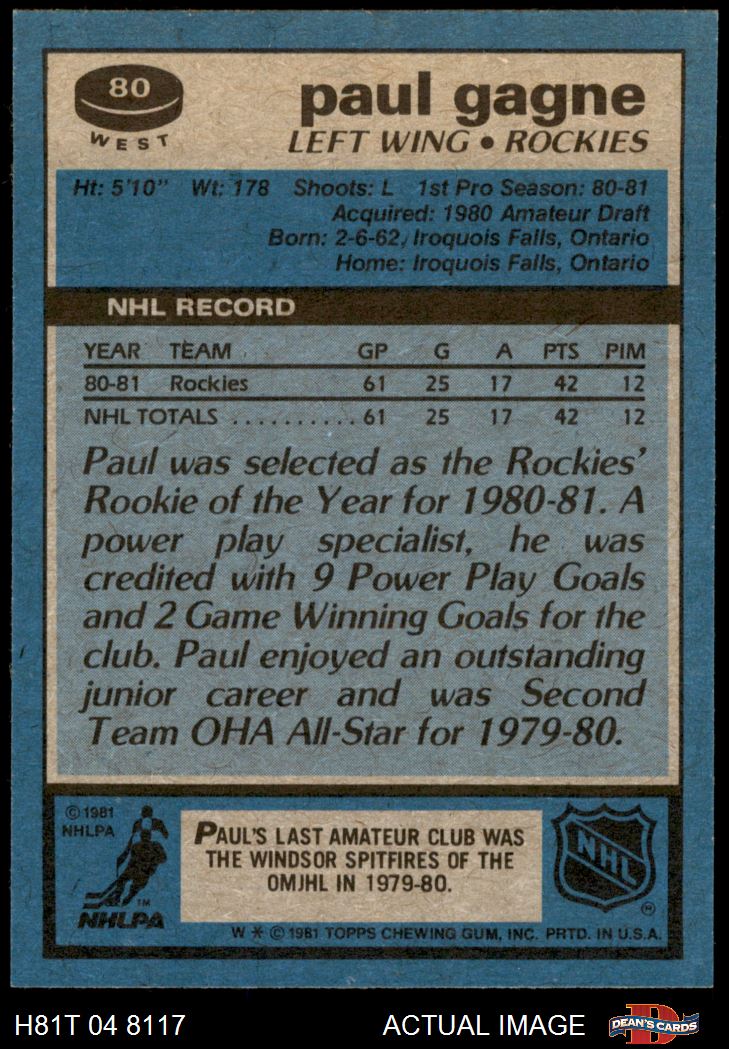 80
WEST
paul gagne
LEFT WING • ROCKIES
Ht: 5'10" Wt: 178 Shoots: L 1st Pro Season: 80-81
Acquired: 1980 Amateur Draft
Born: 2-6-62, Iroquois Falls, Ontario
Home: Iroquois Falls, Ontario
NHL RECORD
YEAR TEAM GP G A PTS PIM
80-81 Rockies 61 25 17 42 12
NHL TOTALS .......... 61 25 17 42 12
Paul was selected as the Rockies'
Rookie of the Year for 1980-81. A
power play specialist, he was
credited with 9 Power Play Goals
and 2 Game Winning Goals for the
club. Paul enjoyed an outstanding
junior career and was Second
Team OHA All-Star for 1979-80.
© 1981
NHLPA
NHLPA
TM
PAUL'S LAST AMATEUR CLUB WAS
THE WINDSOR SPITFIRES OF THE
OMJHL IN 1979-80.
NHL
®
W * © 1981 TOPPS CHEWING GUM, INC. PRTD. IN U.S.A.
H81T 04 8117
ACTUAL IMAGE
D
DEAN'S CARDS